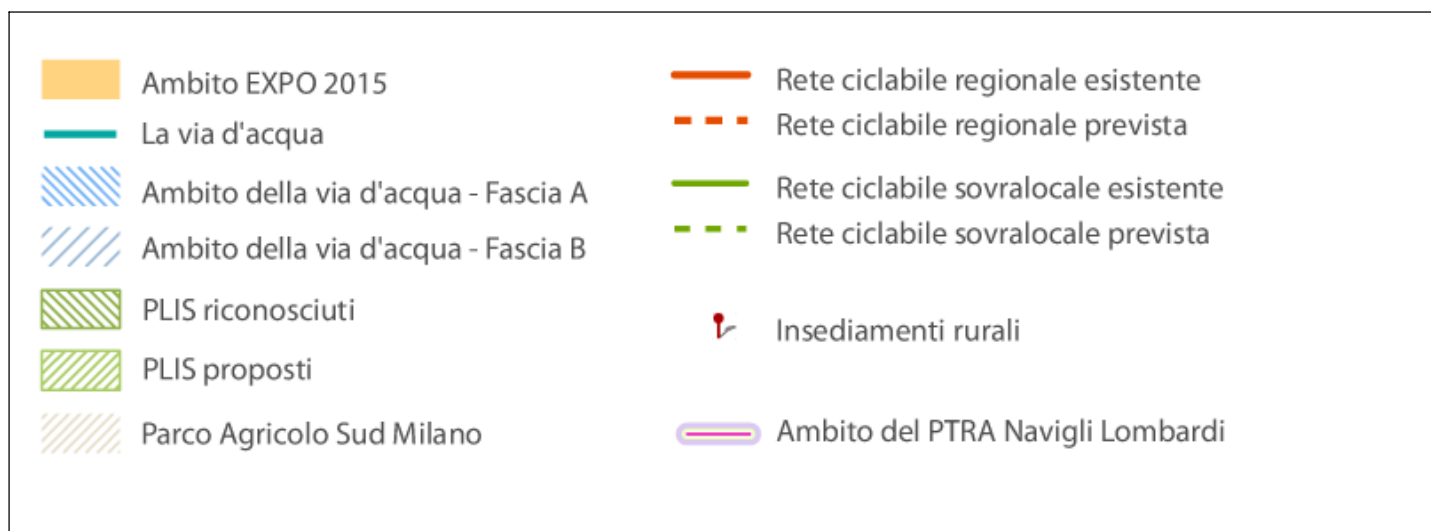 Ambito EXPO 2015
La via d'acqua
Ambito della via d'acqua - Fascia A
Ambito della via d'acqua - Fascia B
PLIS riconosciuti
PLIS proposti
Parco Agricolo Sud Milano
Rete ciclabile regionale esistente
Rete ciclabile regionale prevista
Rete ciclabile sovralocale esistente
Rete ciclabile sovralocale prevista
Insediamenti rurali
Ambito del PTRA Navigli Lombardi